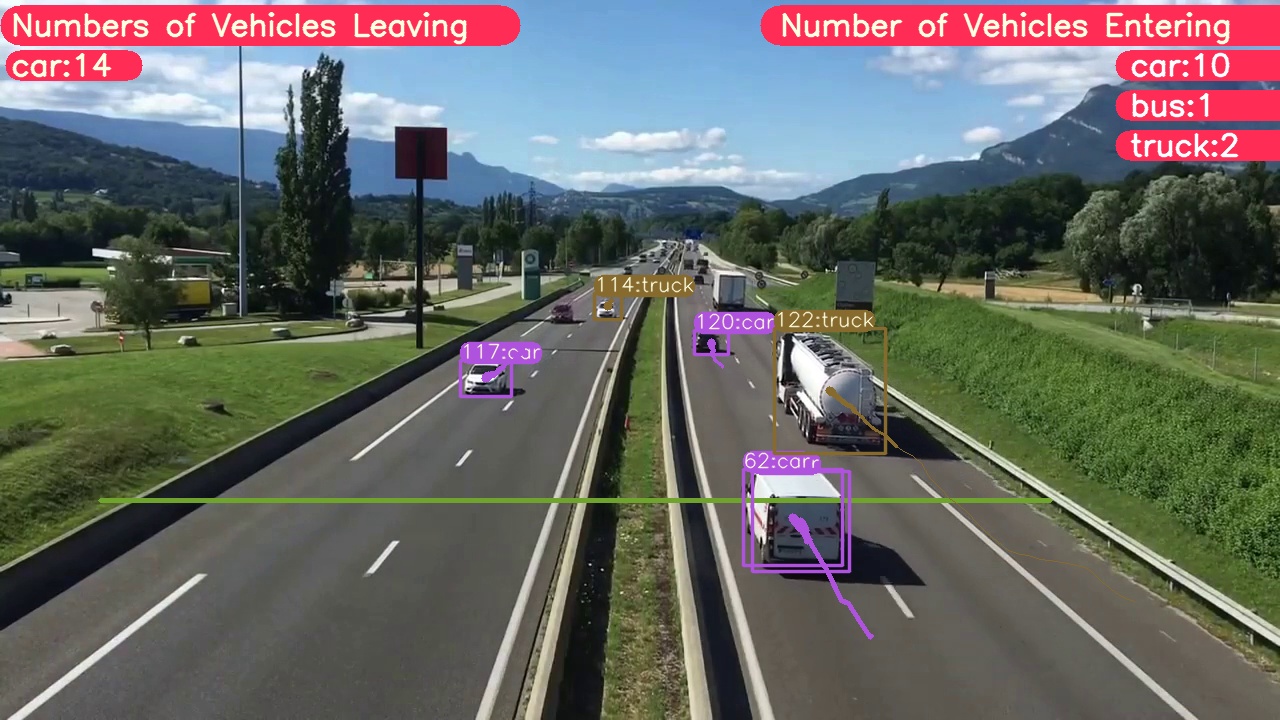 Numbers of Vehicles Leaving
Number of Vehicles Entering
car:14
car:10
bus:1
truck:2
114:truck
120:car
122:truck
117:car
62:carr